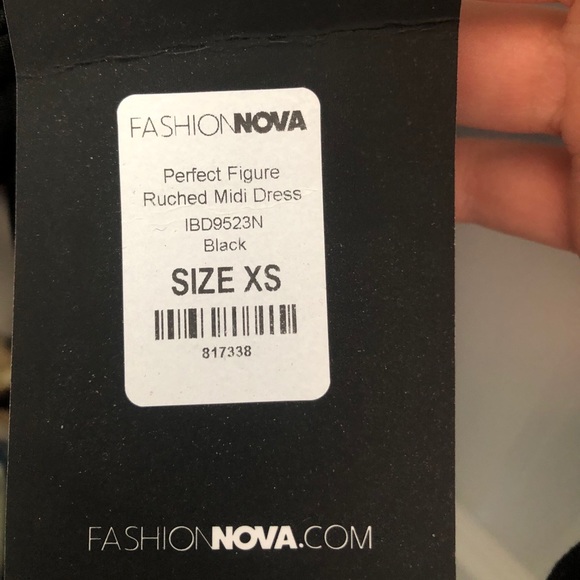 FASHIONNOVA
Perfect Figure
Ruched Midi Dress
IBD9523N
Black
SIZE XS
817338
FASHIONNOVA.COM